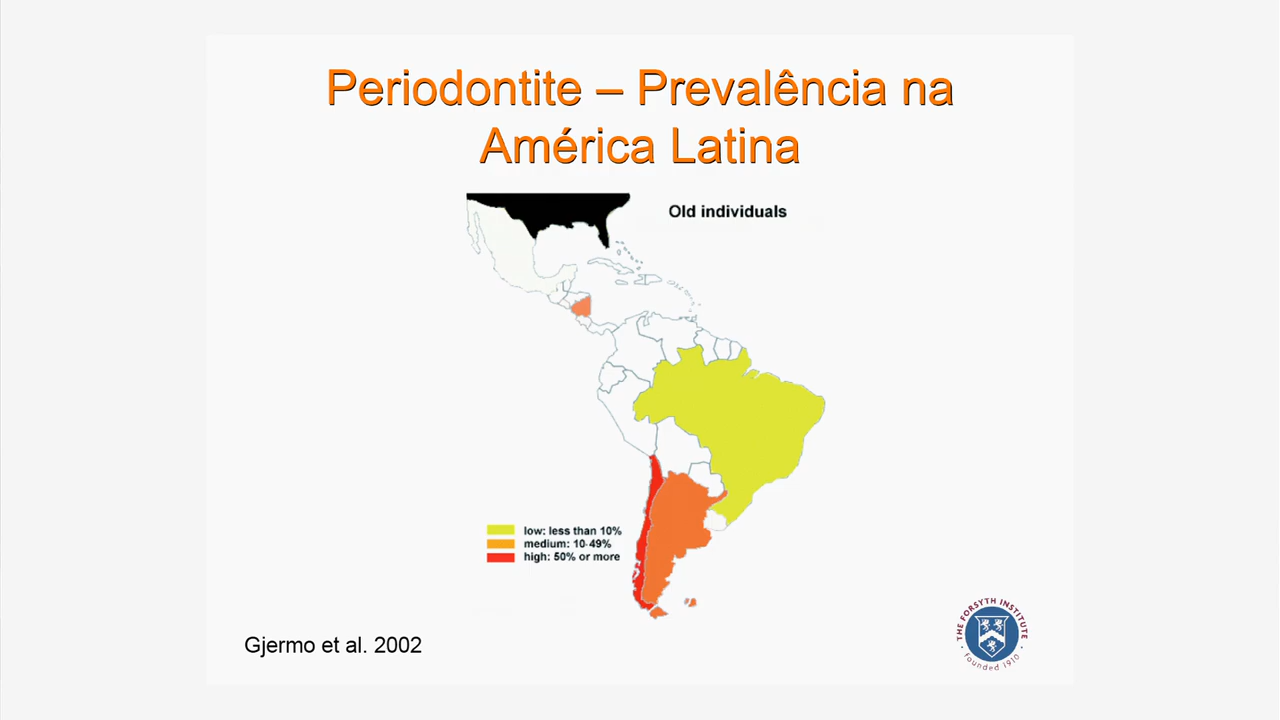 Periodontite – Prevalência na
América Latina
Old individuals
low: less than 10%
medium: 10-49%
high: 50% or more
Gjermo et al. 2002
THE FORSYTH INSTITUTE
founded 1910